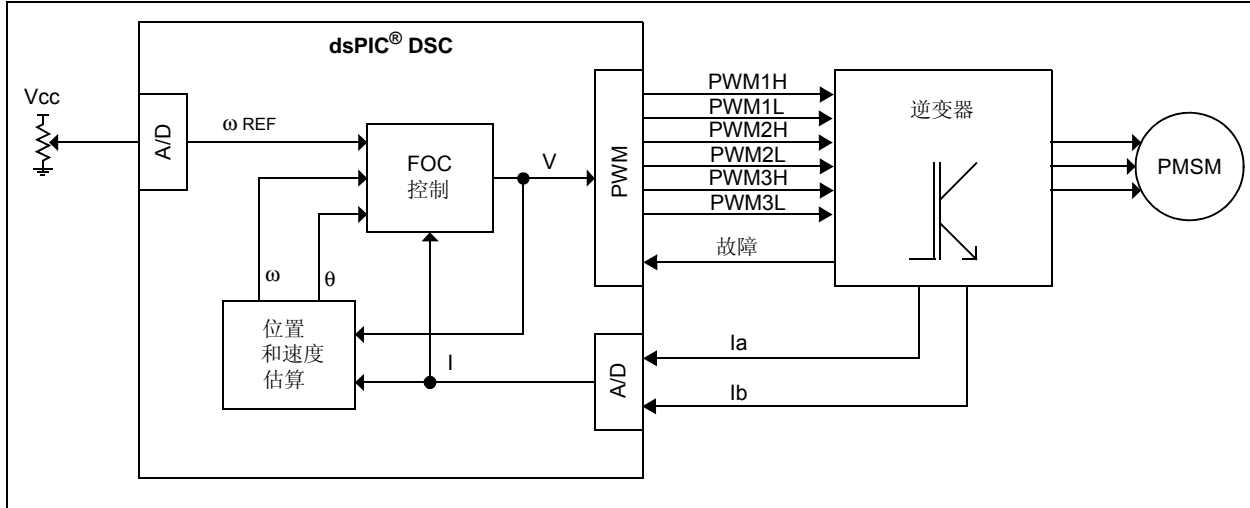 dsPIC® DSC
Vcc
A/D
ω REF
FOC
控制
V
PWM
PWM1H
PWM1L
PWM2H
PWM2L
PWM3H
PWM3L
故障
逆变器
PMSM
ω
θ
位置
和速度
估算
I
A/D
Ia
Ib